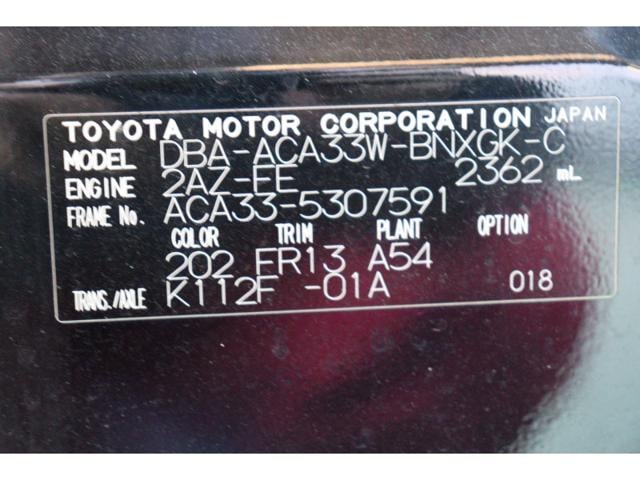 TOYOTA MOTOR CORPORATION JAPAN
MODEL DBA-ACA33W-BNXGK-C
ENGINE 2AZ-FE 2362 mL
FRAME No. ACA33-5307591
COLOR TRIM PLANT OPTION
202 FR13 A54
TRANS./AXLE K112F -01A 018